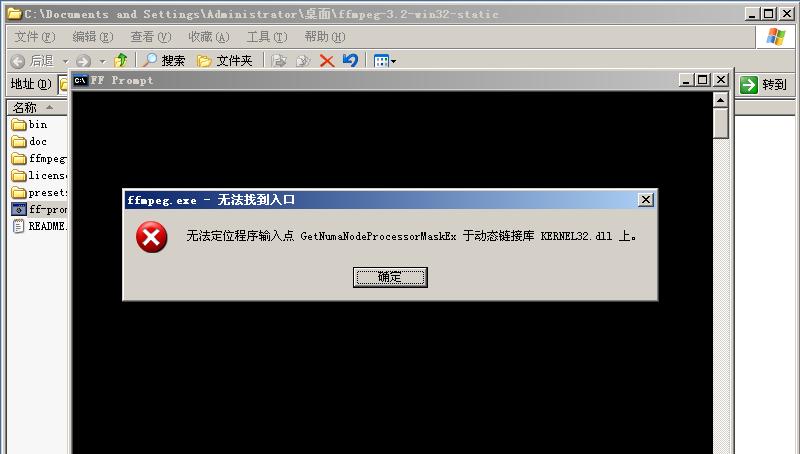 C:\Documents and Settings\Administrator\桌面\ffmpeg-3.2-win32-static
文件(F) 编辑(E) 查看(V) 收藏(A) 工具(T) 帮助(H)
后退 搜索 文件夹
地址(D) 转到
C:\ FF Prompt
名称
bin
doc
ffmpeg-
license
presets
ff-prom
README.
ffmpeg.exe - 无法找到入口
无法定位程序输入点 GetNumaNodeProcessorMaskEx 于动态链接库 KERNEL32.dll 上。
确定